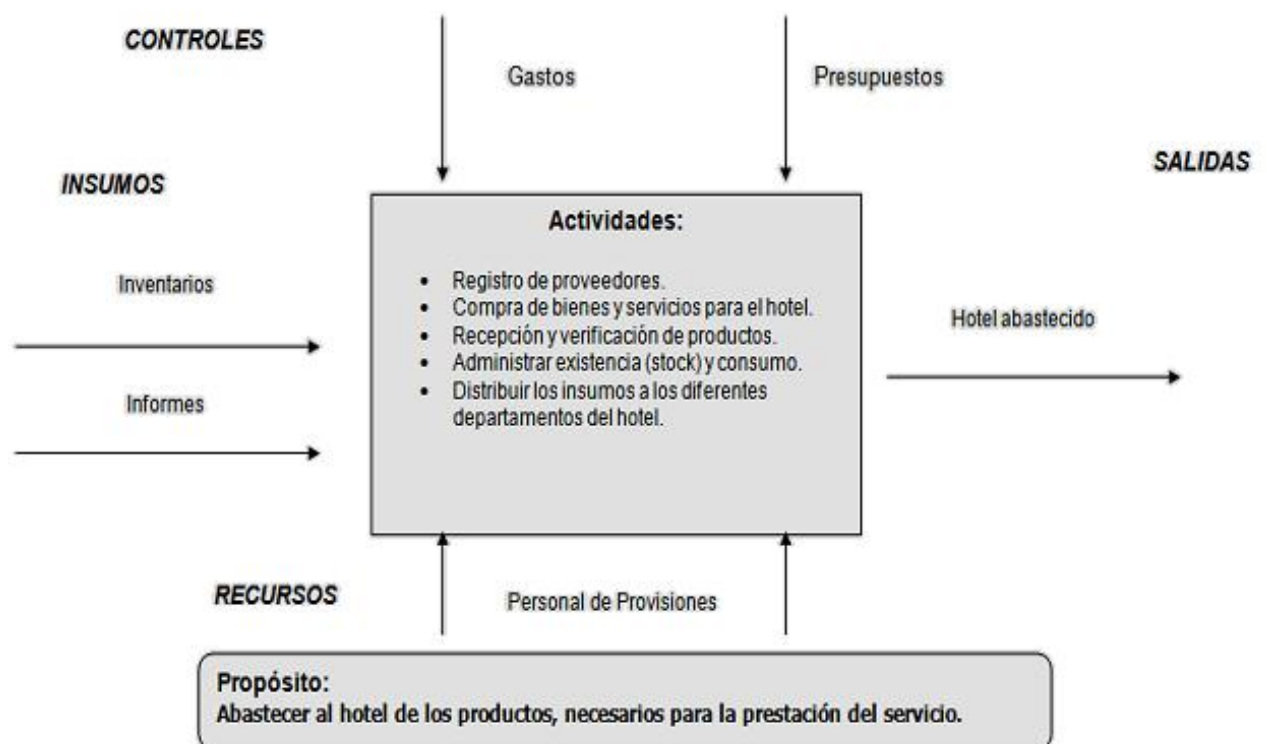 CONTROLES
Gastos
Presupuestos
INSUMOS
SALIDAS
Actividades:
• Registro de proveedores.
• Compra de bienes y servicios para el hotel.
• Recepción y verificación de productos.
• Administrar existencia (stock) y consumo.
• Distribuir los insumos a los diferentes
departamentos del hotel.
Inventarios
Informes
Hotel abastecido
RECURSOS
Personal de Provisiones
Propósito:
Abastecer al hotel de los productos, necesarios para la prestación del servicio.